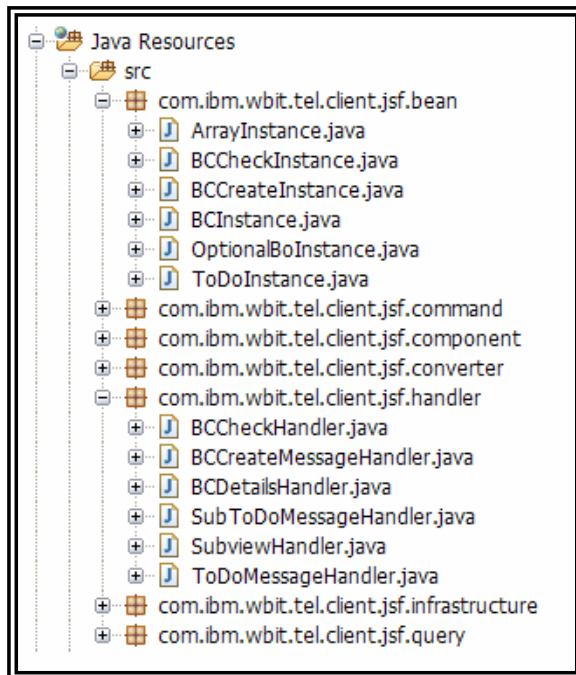 Java Resources
src
com.ibm.wbit.tel.client.jsf.bean
ArrayInstance.java
BCCheckInstance.java
BCCreateInstance.java
BCInstance.java
OptionalBoInstance.java
ToDoInstance.java
com.ibm.wbit.tel.client.jsf.command
com.ibm.wbit.tel.client.jsf.component
com.ibm.wbit.tel.client.jsf.converter
com.ibm.wbit.tel.client.jsf.handler
BCCheckHandler.java
BCCreateMessageHandler.java
BCDetailsHandler.java
SubToDoMessageHandler.java
SubviewHandler.java
ToDoMessageHandler.java
com.ibm.wbit.tel.client.jsf.infrastructure
com.ibm.wbit.tel.client.jsf.query